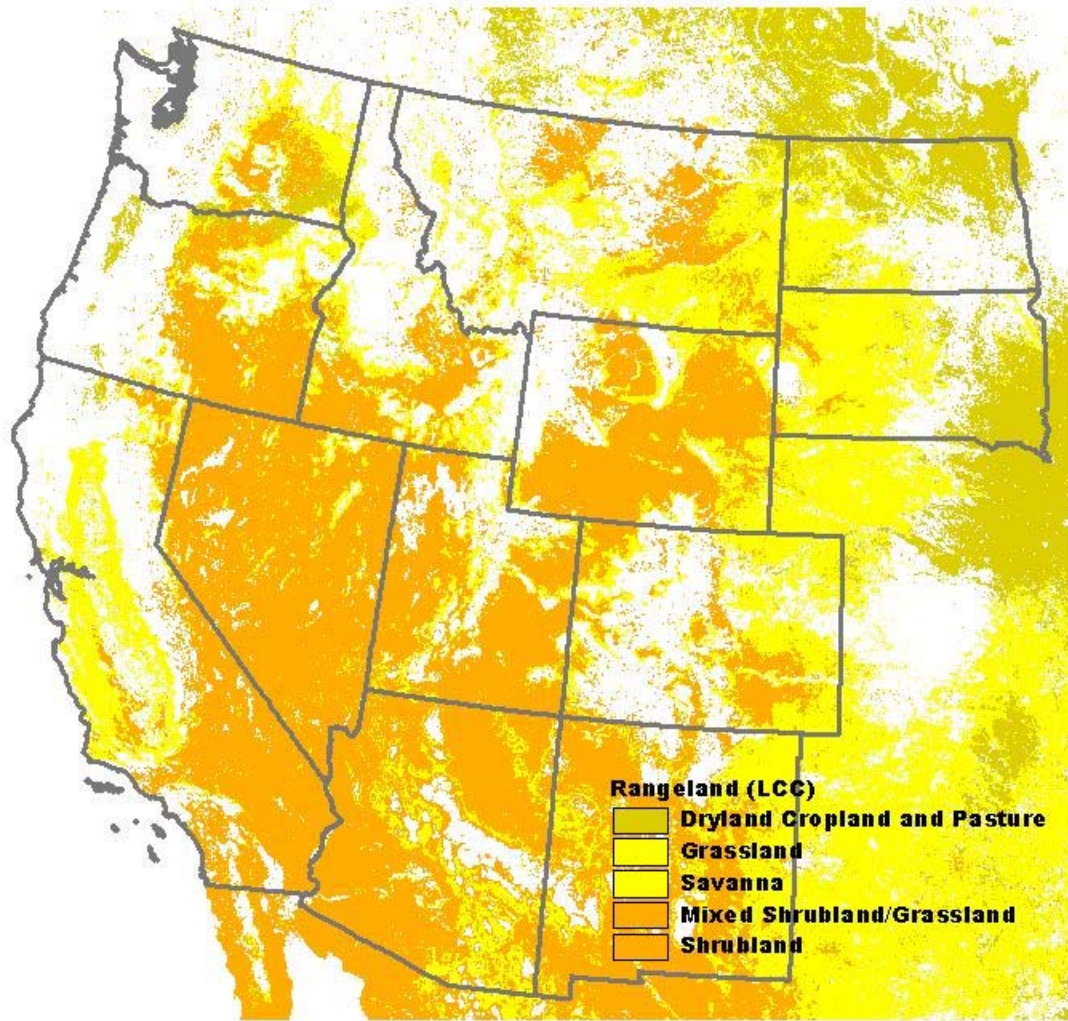 Rangeland (LCC)
Dryland Cropland and Pasture
Grassland
Savanna
Mixed Shrubland/Grassland
Shrubland